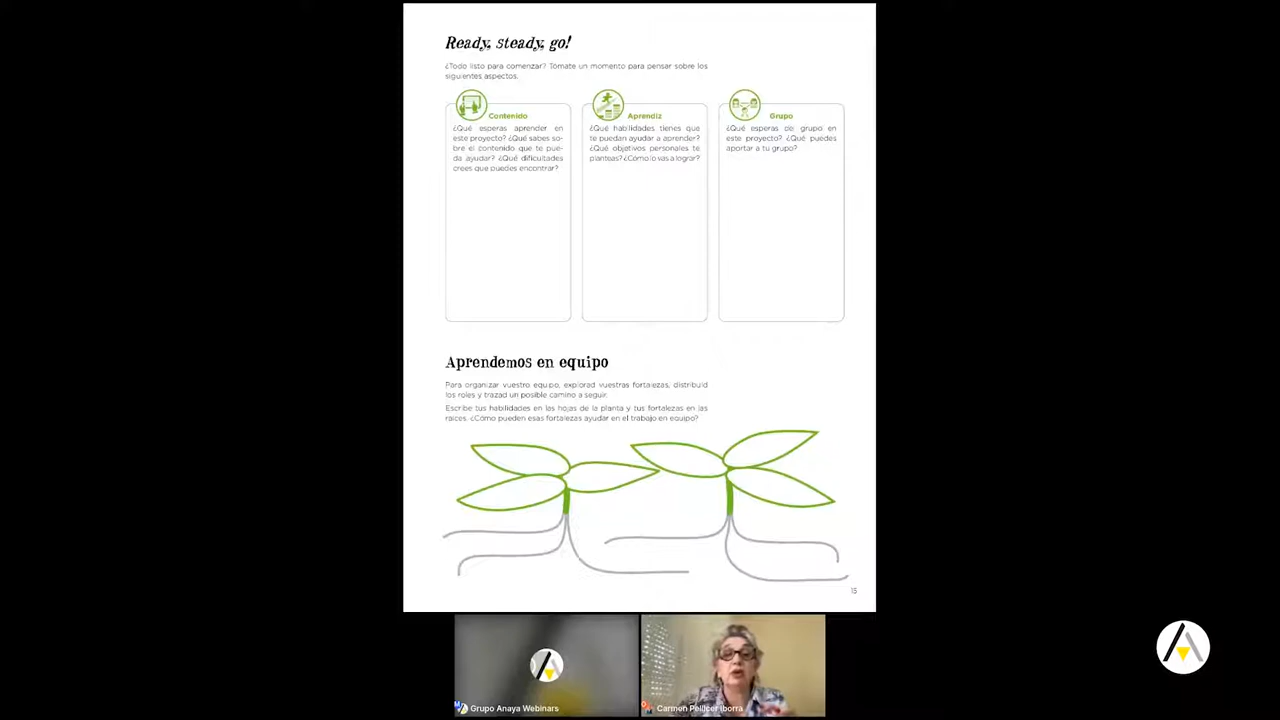 Ready, steady, go!
¿Todo listo para comenzar? Tómate un momento para pensar sobre los
siguientes aspectos.
Contenido
¿Qué esperas aprender en
este proyecto? ¿Qué sabes so-
bre el contenido que te pue-
da ayudar? ¿Qué dificultades
crees que puedes encontrar?
Aprendiz
¿Qué habilidades tienes que
te puedan ayudar a aprender?
¿Qué objetivos personales te
planteas? ¿Cómo lo vas a lograr?
Grupo
¿Qué esperas de: grupo en
este proyecto? ¿Qué puedes
aportar a tu grupo?
Aprendemos en equipo
Para organizar vuestro equipo, explorad vuestras fortalezas, distribuid
los roles y trazad un posible camino a seguir.
Escribe tus habilidades en las hojas de la planta y tus fortalezas en las
raíces. ¿Cómo pueden esas fortalezas ayudar en el trabajo en equipo?
15
Grupo Anaya Webinars
Carmen Pellicer Iborra